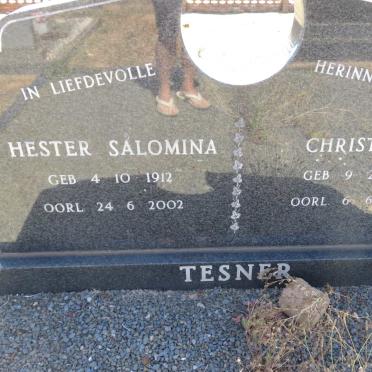 IN LIEFDEVOLLE HERINN
HESTER SALOMINA
GEB 4 10 1912
OORL 24 6 2002
CHRIST
GEB 9 2
OORL 6 6
TESNER